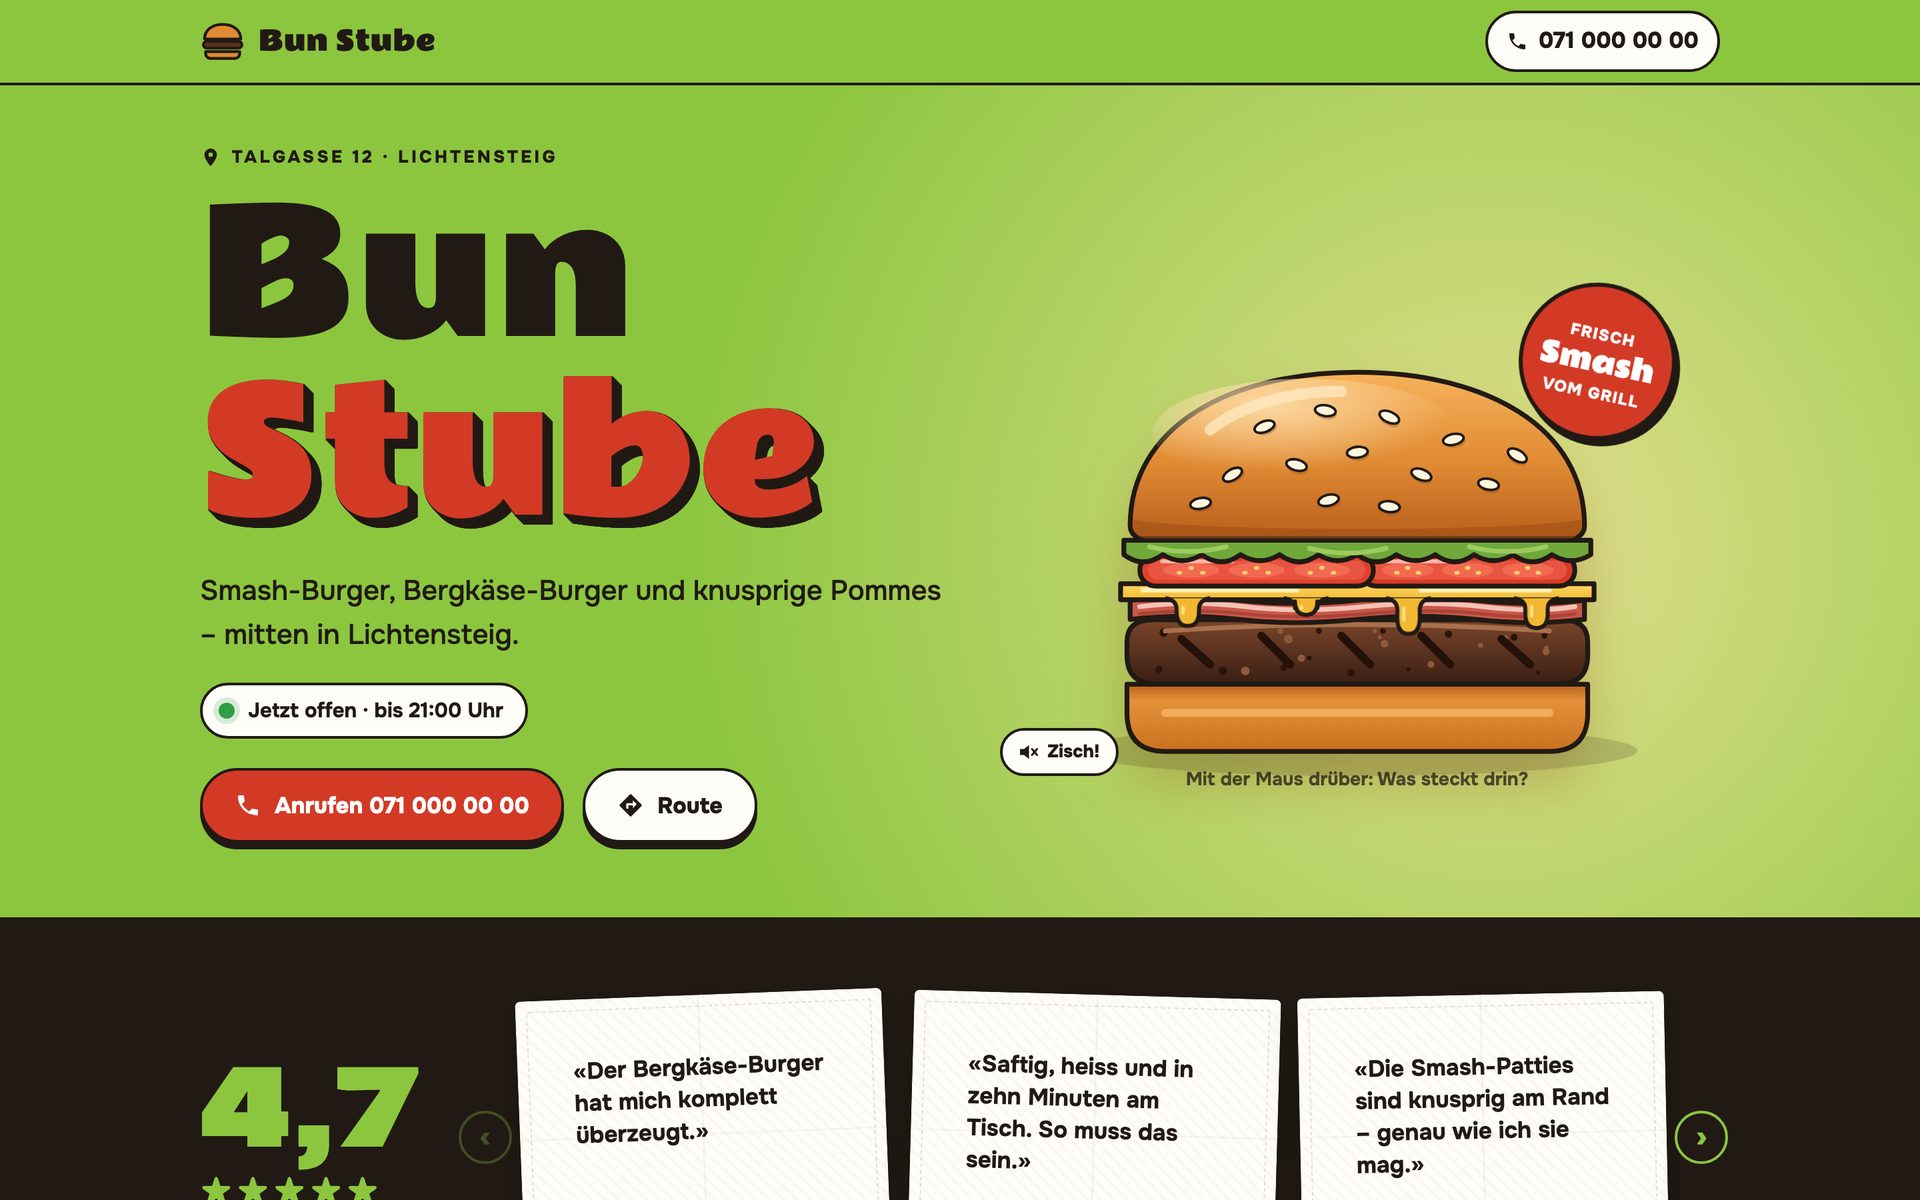 Bun Stube
071 000 00 00
TALGASSE 12 · LICHTENSTEIG
Bun
Stube
Smash-Burger, Bergkäse-Burger und knusprige Pommes
– mitten in Lichtensteig.
Jetzt offen · bis 21:00 Uhr
Anrufen 071 000 00 00
Route
FRISCH
Smash
VOM GRILL
Zisch!
Mit der Maus drüber: Was steckt drin?
4,7
«Der Bergkäse-Burger
hat mich komplett
überzeugt.»
«Saftig, heiss und in
zehn Minuten am
Tisch. So muss das
sein.»
«Die Smash-Patties
sind knusprig am Rand
– genau wie ich sie
mag.»